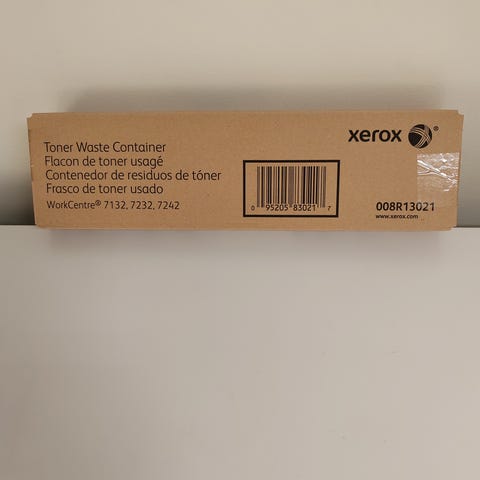 Toner Waste Container
Flacon de toner usagé
Contenedor de residuos de tóner
Frasco de toner usado
WorkCentre® 7132, 7232, 7242
0 95205 83021 7
xerox ®
008R13021
www.xerox.com